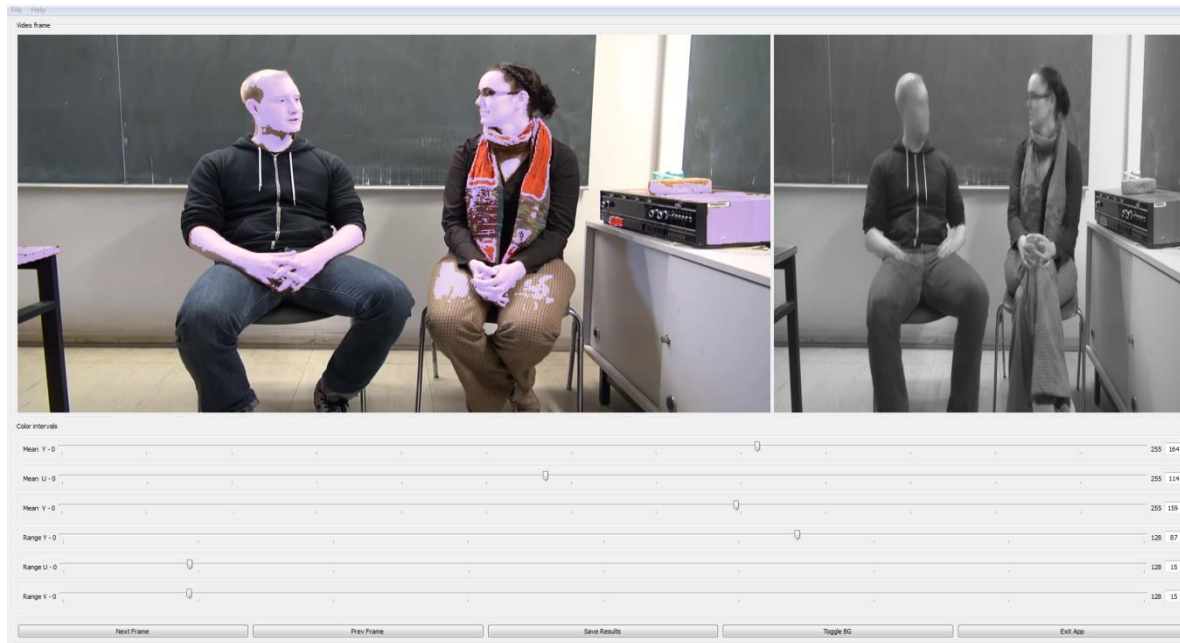 File Help
Video frame
Color intervals
Mean Y - 0 255 164
Mean U - 0 255 114
Mean V - 0 255 159
Range Y - 0 128 87
Range U - 0 128 15
Range V - 0 128 15
Next Frame Prev Frame Save Results Toggle BG Exit App